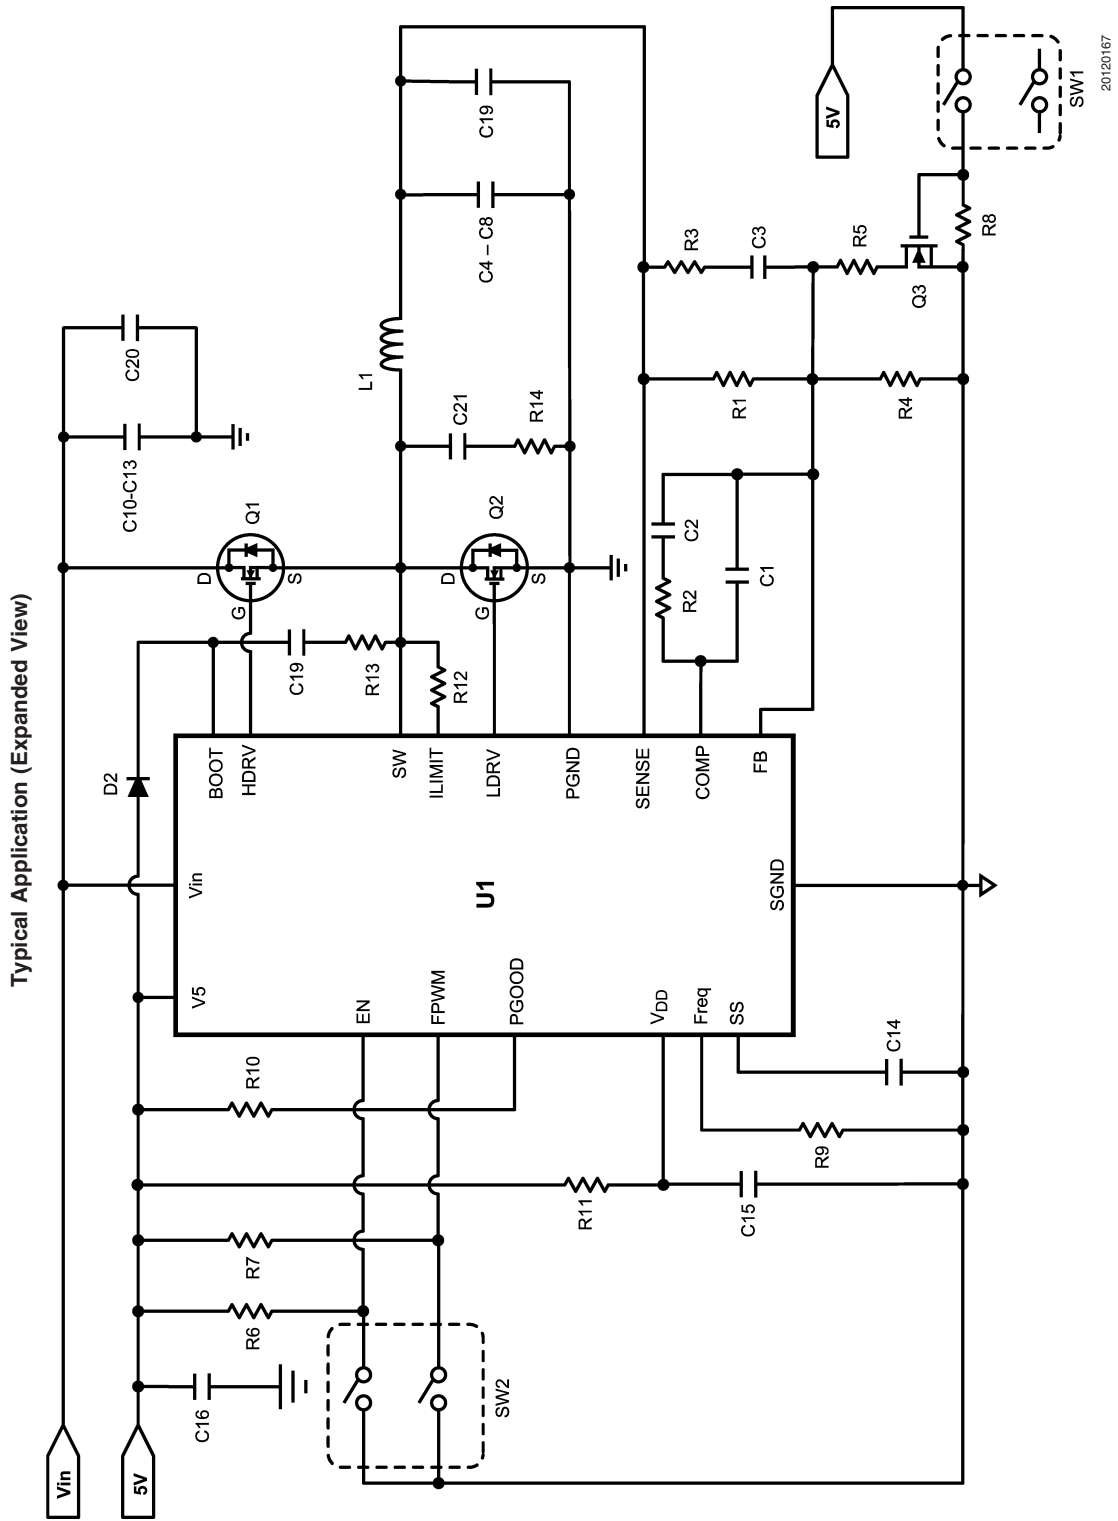 Typical Application (Expanded View)
Vin
5V
C16
R6
R7
R10
R11
C15
R9
C14
SW2
D2
U1
V5
Vin
EN
FPWM
PGOOD
VDD
Freq
SS
SGND
BOOT
HDRV
SW
ILIMIT
LDRV
PGND
SENSE
COMP
FB
C19
R13
R12
G
D
S
Q1
G
D
S
Q2
C10-C13
C20
C21
R14
L1
C4 – C8
C19
R2
C2
C1
R1
R4
R3
C3
R5
Q3
R8
5V
SW1
20120167